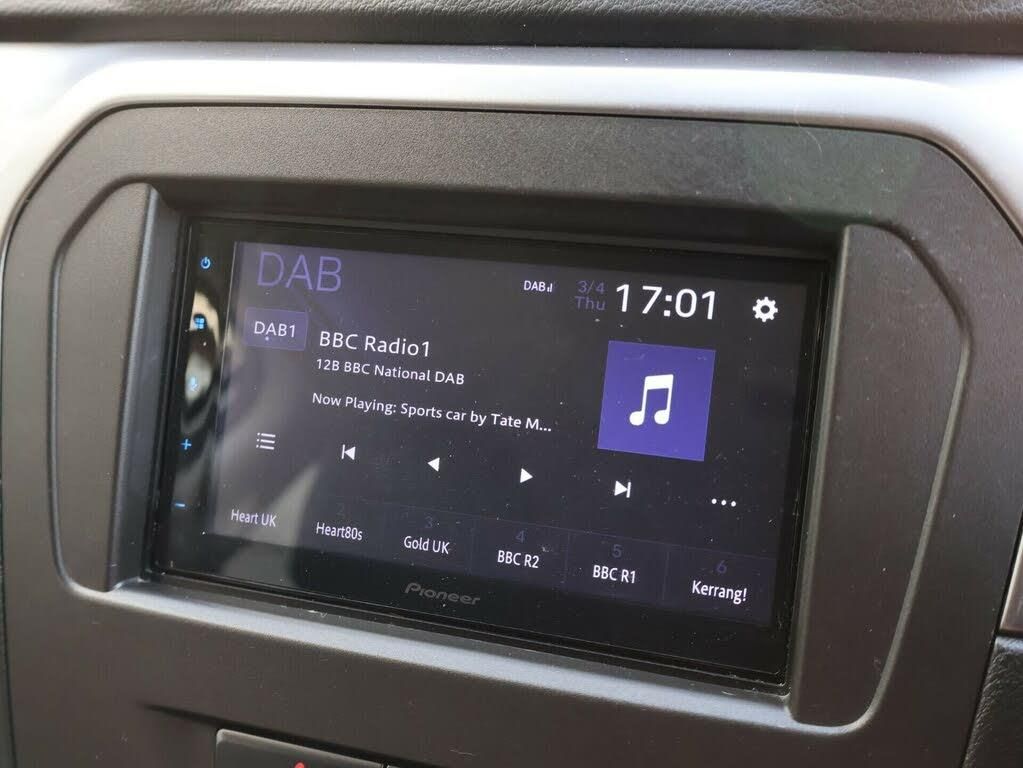 DAB
DAB
3/4
Thu
17:01
DAB1
BBC Radio1
12B BBC National DAB
Now Playing: Sports car by Tate M...
2
3
4
5
6
Heart UK
Heart80s
Gold UK
BBC R2
BBC R1
Kerrang!
Pioneer